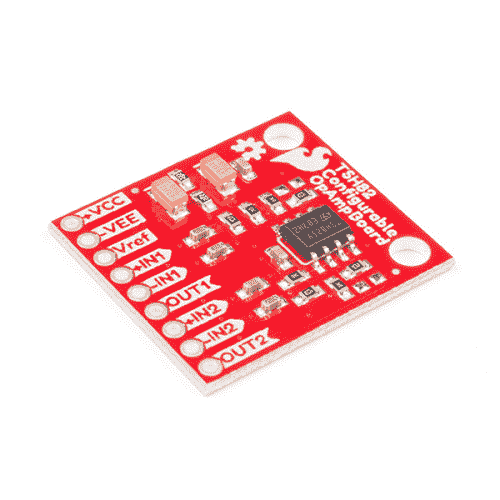 +VCC
-VEE
Vref
+IN1
-IN1
OUT1
+IN2
-IN2
OUT2
TSH82
Configurable
OpAmpBoard